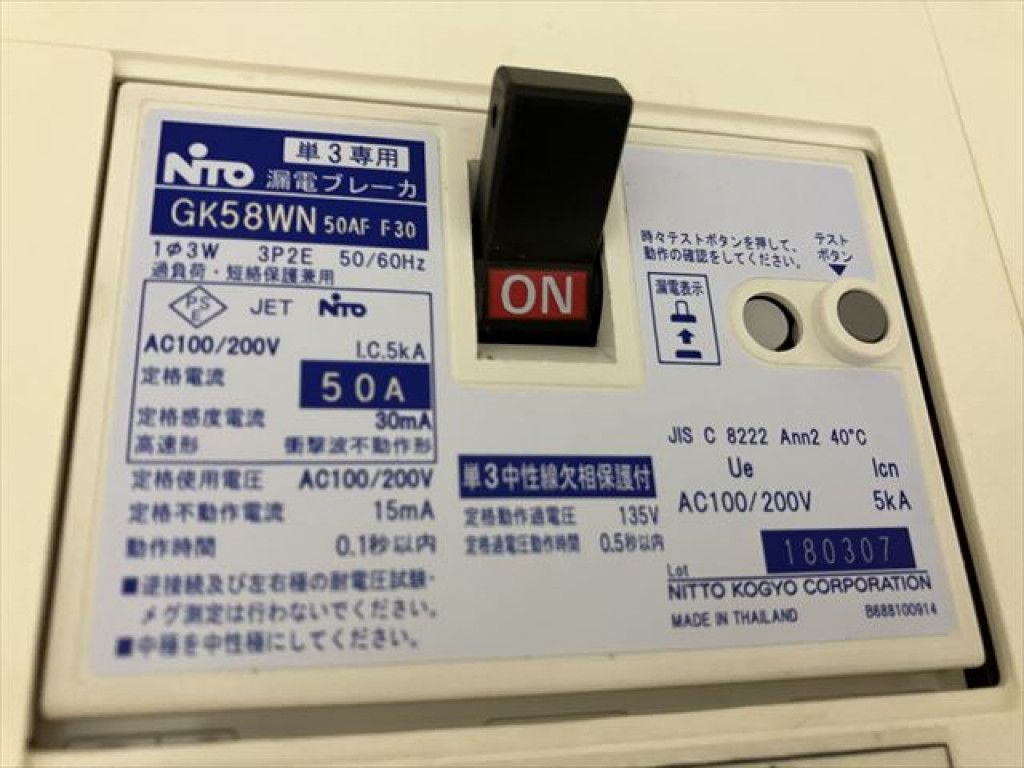 単3専用
NITO 漏電ブレーカ
GK58WN 50AF F30
1φ3W 3P2E 50/60Hz
過負荷・短絡保護兼用
PSE JET NITO
AC100/200V I.C.5kA
定格電流 50A
定格感度電流 30mA
高速形 衝撃波不動作形
定格使用電圧 AC100/200V
定格不動作電流 15mA
動作時間 0.1秒以内
■逆接続及び左右極の耐電圧試験・
メグ測定は行わないでください。
■中極を中性極にしてください。
ON
単3中性線欠相保護付
定格動作過電圧 135V
定格過電圧動作時間 0.5秒以内
時々テストボタンを押して、
動作の確認をしてください。
テスト
ボタン
漏電表示
JIS C 8222 Ann2 40°C
Ue Icn
AC100/200V 5kA
Lot 180307
NITTO KOGYO CORPORATION
MADE IN THAILAND B688100914